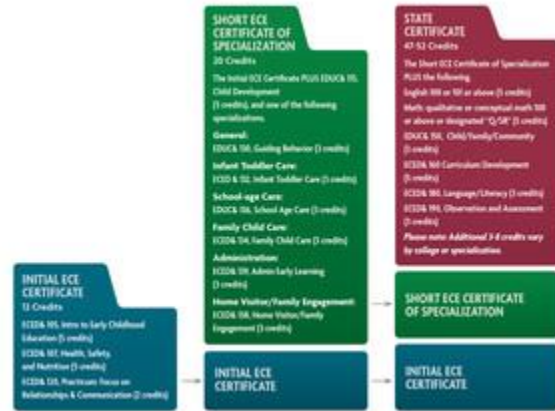 INITIAL ECE
CERTIFICATE
12 Credits
ECED& 105, Intro to Early Childhood
Education (5 credits)
ECED& 107, Health, Safety,
and Nutrition (5 credits)
ECED& 120, Practicum: Focus on
Relationships & Communication (2 credits)
SHORT ECE
CERTIFICATE OF
SPECIALIZATION
20 Credits
The Initial ECE Certificate PLUS EDUC& 115,
Child Development
(5 credits), and one of the following
specializations.
General:
EDUC& 130, Guiding Behavior (3 credits)
Infant Toddler Care:
ECED& 132, Infant Toddler Care (3 credits)
School-age Care:
EDUC& 136, School Age Care (3 credits)
Family Child Care:
ECED& 134, Family Child Care (3 credits)
Administration:
ECED& 139, Admin Early Learning
(3 credits)
Home Visitor/Family Engagement:
ECED& 138, Home Visitor/Family
Engagement (3 credits)
INITIAL ECE
CERTIFICATE
STATE
CERTIFICATE
47-52 Credits
The Short ECE Certificate of Specialization
PLUS the following
English 100 or 101 or above (5 credits)
Math: qualitative or conceptual math 100
or above or designated "Q/SR" (5 credits)
EDUC& 150, Child/Family/Community
(3 credits)
ECED& 160 Curriculum Development
(5 credits)
ECED& 180, Language/Literacy (3 credits)
ECED& 190, Observation and Assessment
(3 credits)
Please note: Additional 3-8 credits vary
by college or specialization.
SHORT ECE CERTIFICATE
OF SPECIALIZATION
INITIAL ECE
CERTIFICATE